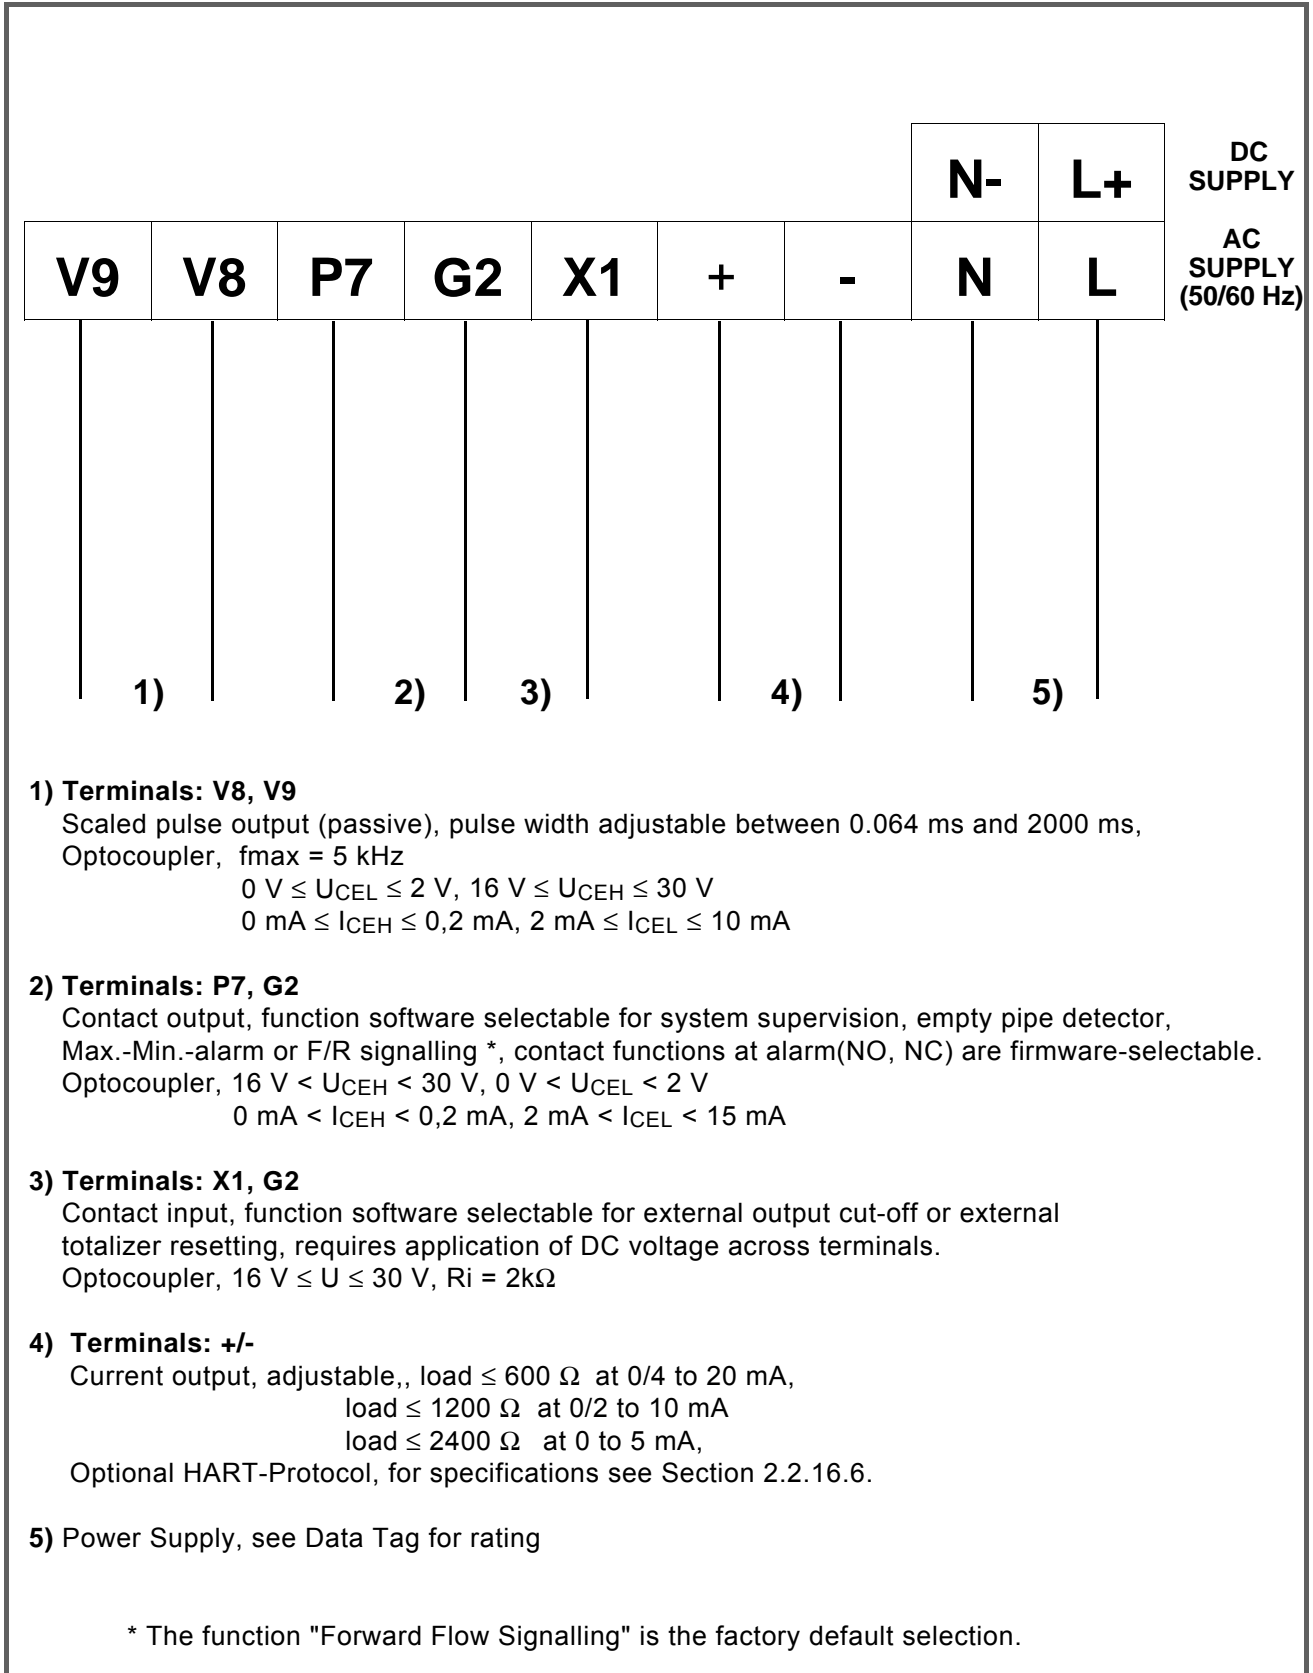 N- L+ DC
SUPPLY
V9 V8 P7 G2 X1 + - N L AC
SUPPLY
(50/60 Hz)
1) 2) 3) 4) 5)
1) Terminals: V8, V9
Scaled pulse output (passive), pulse width adjustable between 0.064 ms and 2000 ms,
Optocoupler, fmax = 5 kHz
0 V ≤ UCEL ≤ 2 V, 16 V ≤ UCEH ≤ 30 V
0 mA ≤ ICEH ≤ 0,2 mA, 2 mA ≤ ICEL ≤ 10 mA
2) Terminals: P7, G2
Contact output, function software selectable for system supervision, empty pipe detector,
Max.-Min.-alarm or F/R signalling *, contact functions at alarm(NO, NC) are firmware-selectable.
Optocoupler, 16 V < UCEH < 30 V, 0 V < UCEL < 2 V
0 mA < ICEH < 0,2 mA, 2 mA < ICEL < 15 mA
3) Terminals: X1, G2
Contact input, function software selectable for external output cut-off or external
totalizer resetting, requires application of DC voltage across terminals.
Optocoupler, 16 V ≤ U ≤ 30 V, Ri = 2kΩ
4) Terminals: +/-
Current output, adjustable,, load ≤ 600 Ω at 0/4 to 20 mA,
load ≤ 1200 Ω at 0/2 to 10 mA
load ≤ 2400 Ω at 0 to 5 mA,
Optional HART-Protocol, for specifications see Section 2.2.16.6.
5) Power Supply, see Data Tag for rating
* The function "Forward Flow Signalling" is the factory default selection.